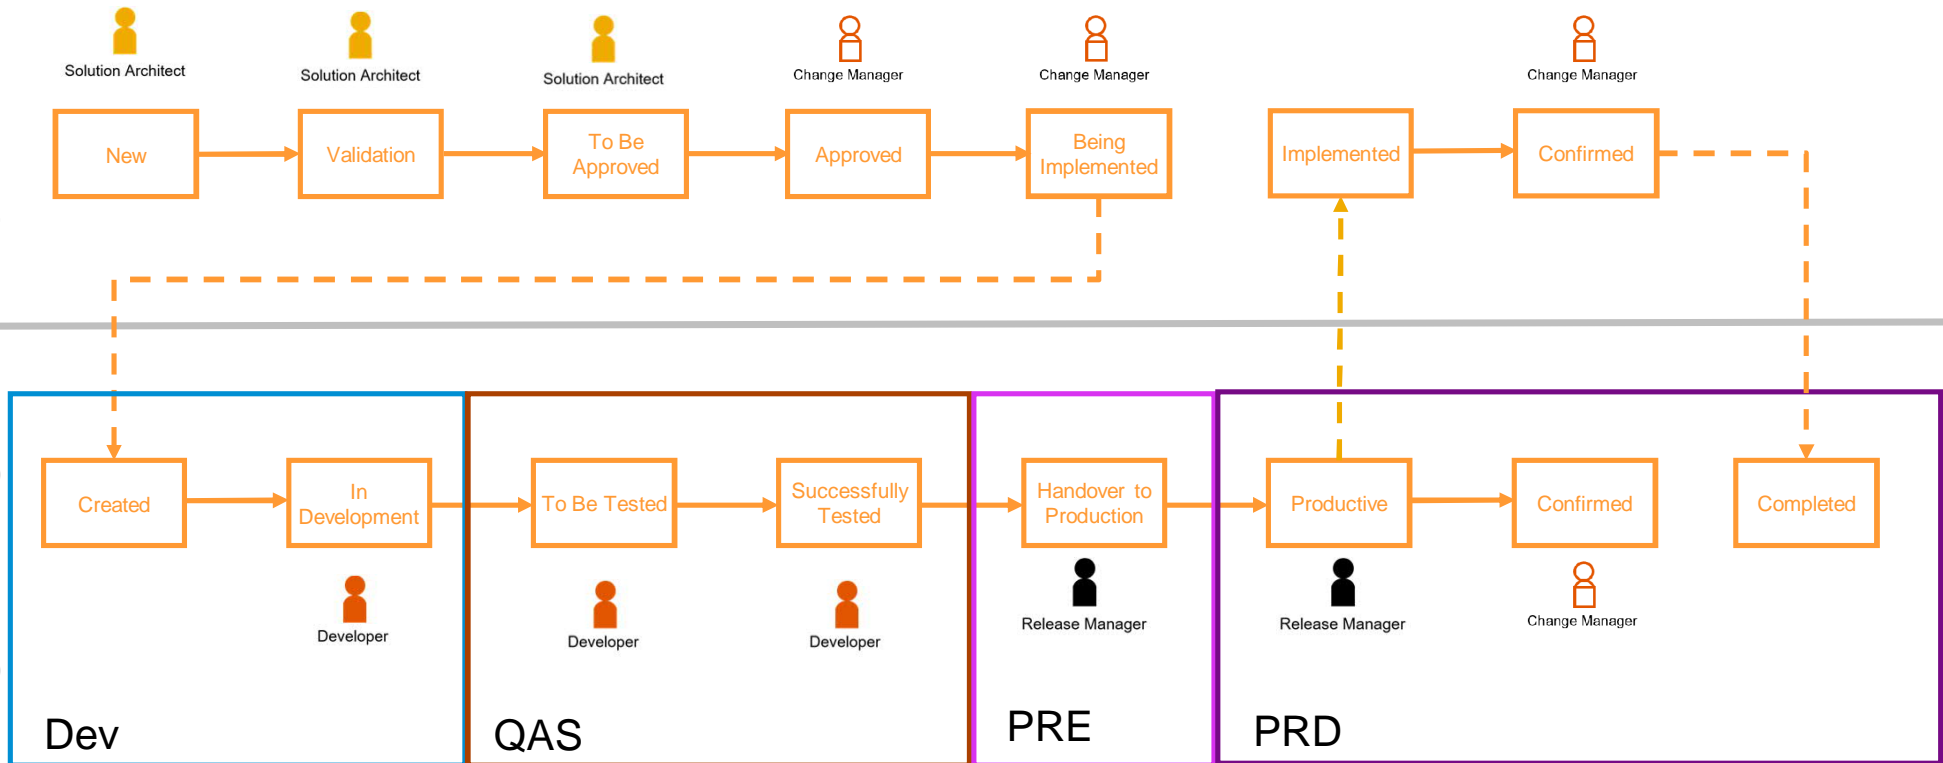 Solution Architect
Solution Architect
Solution Architect
Change Manager
Change Manager
Change Manager
New
Validation
To Be
Approved
Approved
Being
Implemented
Implemented
Confirmed
Created
In
Development
To Be Tested
Successfully
Tested
Handover to
Production
Productive
Confirmed
Completed
Developer
Developer
Developer
Release Manager
Release Manager
Change Manager
Dev
QAS
PRE
PRD